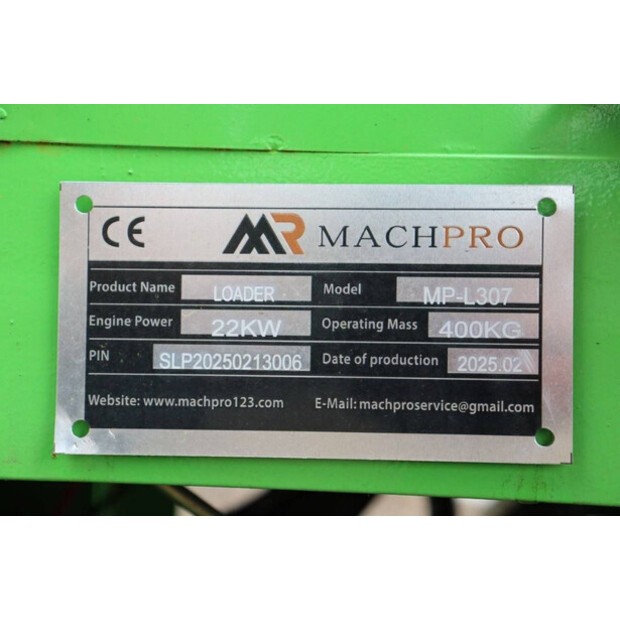 CE MR MACHPRO
Product Name LOADER Model MP-L307
Engine Power 22KW Operating Mass 400KG
PIN SLP20250213006 Date of production 2025.02
Website: www.machpro123.com E-Mail: machproservice@gmail.com